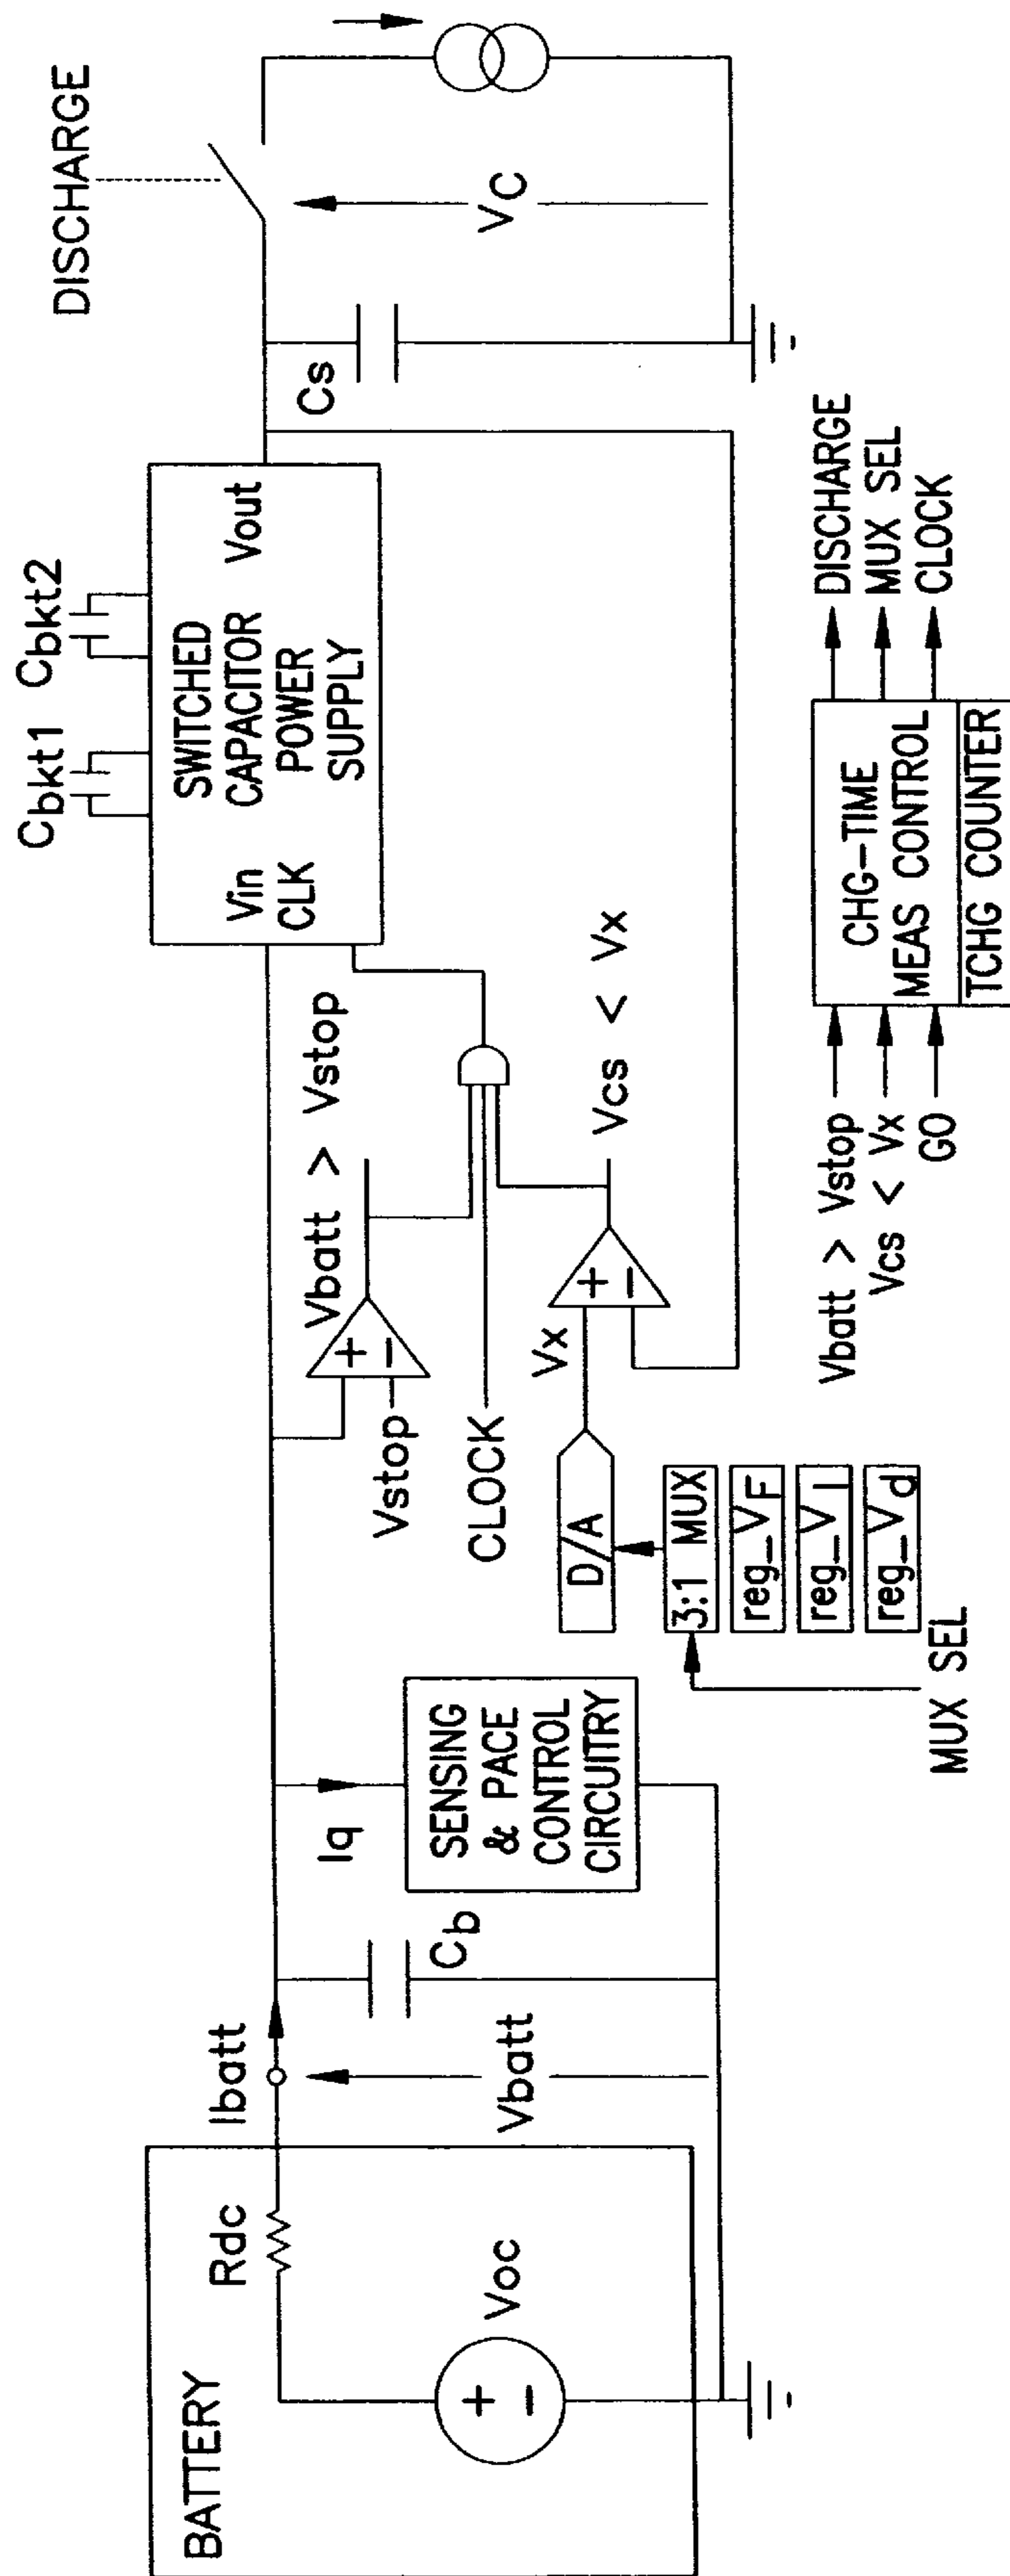 BATTERY
Rdc
Voc
Ibatt
Vbatt
Cb
Iq
SENSING
& PACE
CONTROL
CIRCUITRY
Vbatt > Vstop
+
−
Vstop
CLOCK
Vx
+
−
Vcs < Vx
D/A
3:1 MUX
reg_VF
reg_VI
reg_Vd
MUX SEL
Cbkt1
Cbkt2
Vin
CLK
SWITCHED
CAPACITOR
POWER
SUPPLY
Vout
Cs
DISCHARGE
VC
Vbatt > Vstop
Vcs < Vx
GO
CHG-TIME
MEAS CONTROL
TCHG COUNTER
DISCHARGE
MUX SEL
CLOCK
+
−